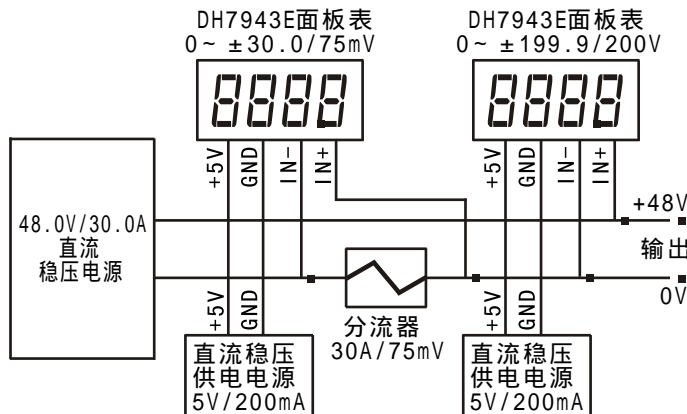 DH7943E面板表
0~ ±30.0/75mV
DH7943E面板表
0~ ±199.9/200V
8888
8888
+5V
GND
IN-
IN+
+5V
GND
IN-
IN+
48.0V/30.0A
直流
稳压电源
+48V
输出
0V
+5V
GND
分流器
30A/75mV
+5V
GND
直流稳压
供电电源
5V/200mA
直流稳压
供电电源
5V/200mA